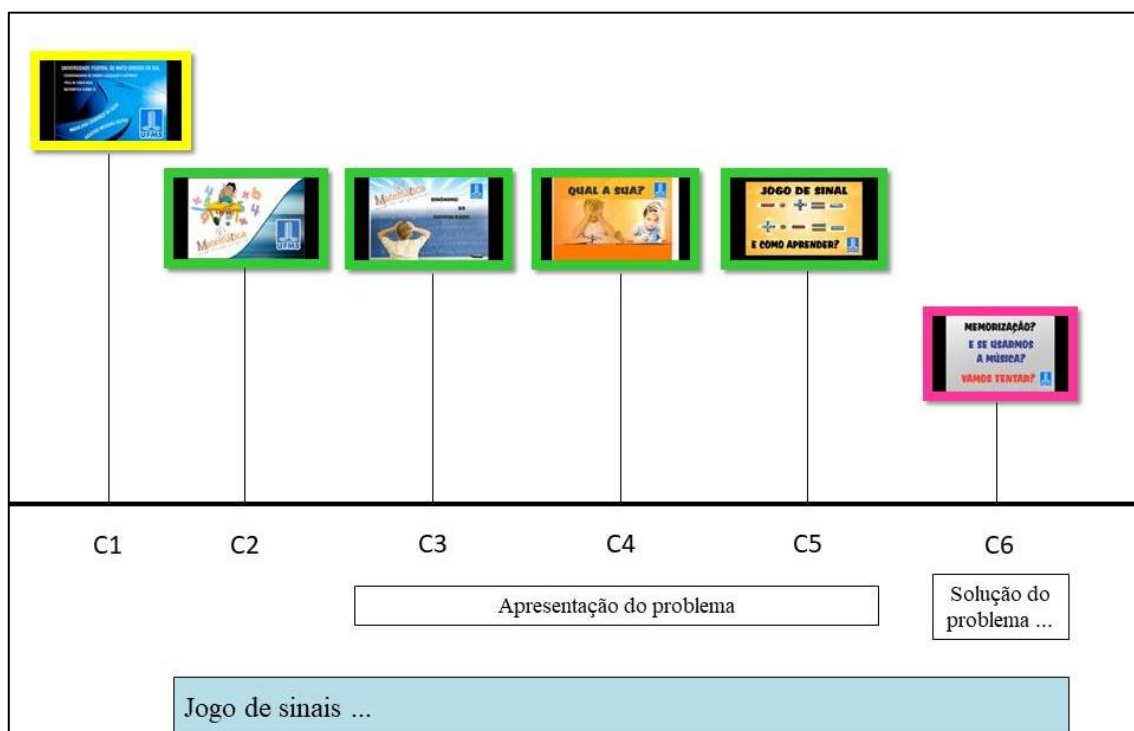 UNIVERSIDADE FEDERAL DE MATO GROSSO DO SUL
UFMS
Matemática
UFMS
Matemática
QUAL A SUA?
JOGO DE SINAL
E COMO APRENDER?
MEMORIZAÇÃO?
E SE USARMOS
A MÚSICA?
VAMOS TENTAR?
C1 C2 C3 C4 C5 C6
Apresentação do problema
Solução do
problema ...
Jogo de sinais ...